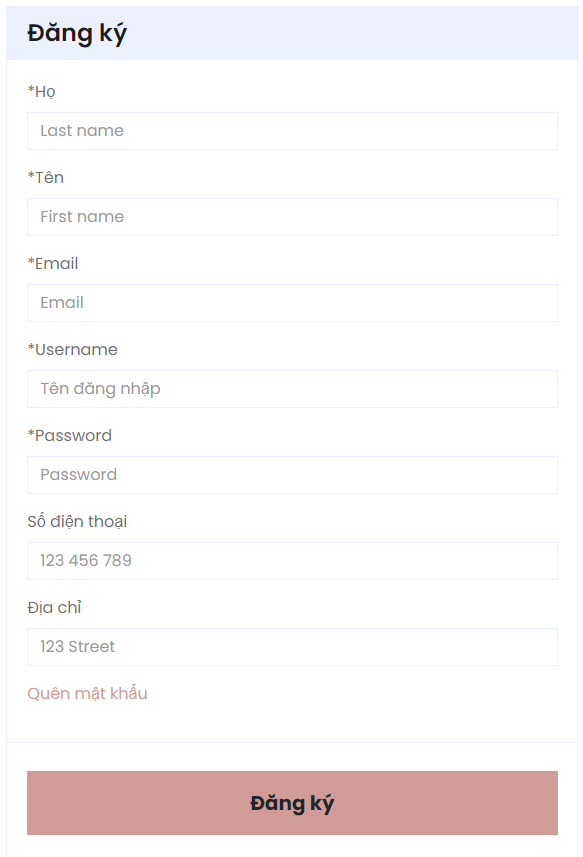 Đăng ký
*Họ
Last name
*Tên
First name
*Email
Email
*Username
Tên đăng nhập
*Password
Password
Số điện thoại
123 456 789
Địa chỉ
123 Street
Quên mật khẩu
Đăng ký